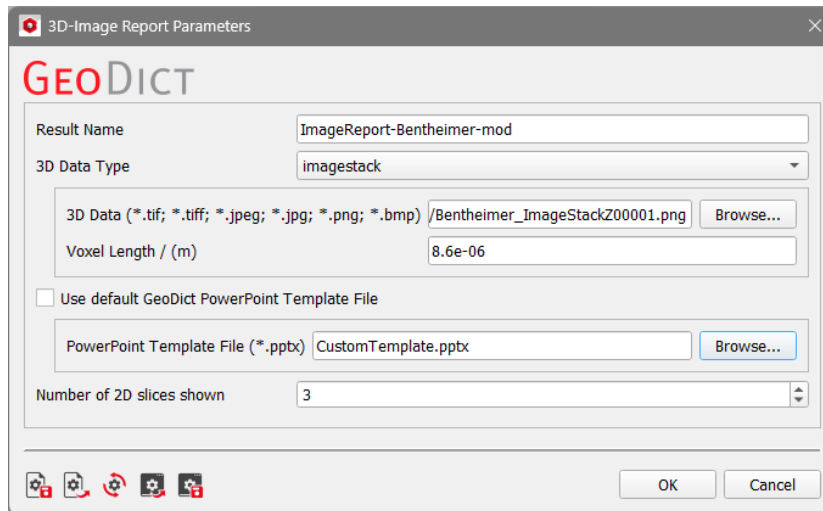 3D-Image Report Parameters
GEODICT
Result Name ImageReport-Bentheimer-mod
3D Data Type imagestack
3D Data (*.tif; *.tiff; *.jpeg; *.jpg; *.png; *.bmp) /Bentheimer_ImageStackZ00001.png Browse...
Voxel Length / (m) 8.6e-06
Use default GeoDict PowerPoint Template File
PowerPoint Template File (*.pptx) CustomTemplate.pptx Browse...
Number of 2D slices shown 3
OK Cancel